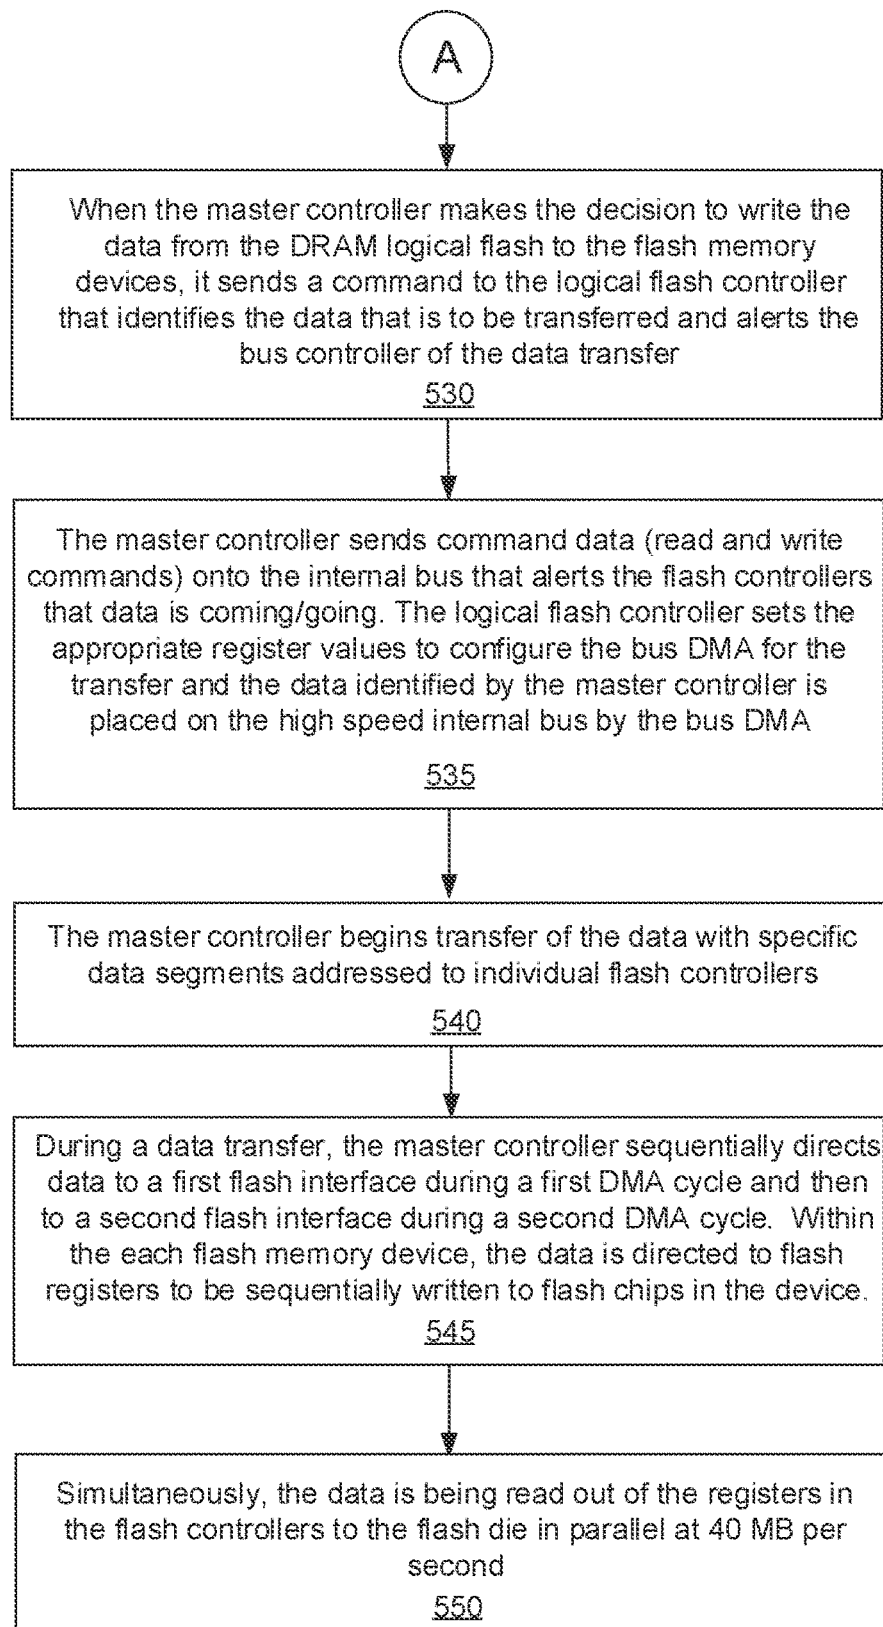 A
When the master controller makes the decision to write the
data from the DRAM logical flash to the flash memory
devices, it sends a command to the logical flash controller
that identifies the data that is to be transferred and alerts the
bus controller of the data transfer
530
The master controller sends command data (read and write
commands) onto the internal bus that alerts the flash controllers
that data is coming/going. The logical flash controller sets the
appropriate register values to configure the bus DMA for the
transfer and the data identified by the master controller is
placed on the high speed internal bus by the bus DMA
535
The master controller begins transfer of the data with specific
data segments addressed to individual flash controllers
540
During a data transfer, the master controller sequentially directs
data to a first flash interface during a first DMA cycle and then
to a second flash interface during a second DMA cycle. Within
the each flash memory device, the data is directed to flash
registers to be sequentially written to flash chips in the device.
545
Simultaneously, the data is being read out of the registers in
the flash controllers to the flash die in parallel at 40 MB per
second
550